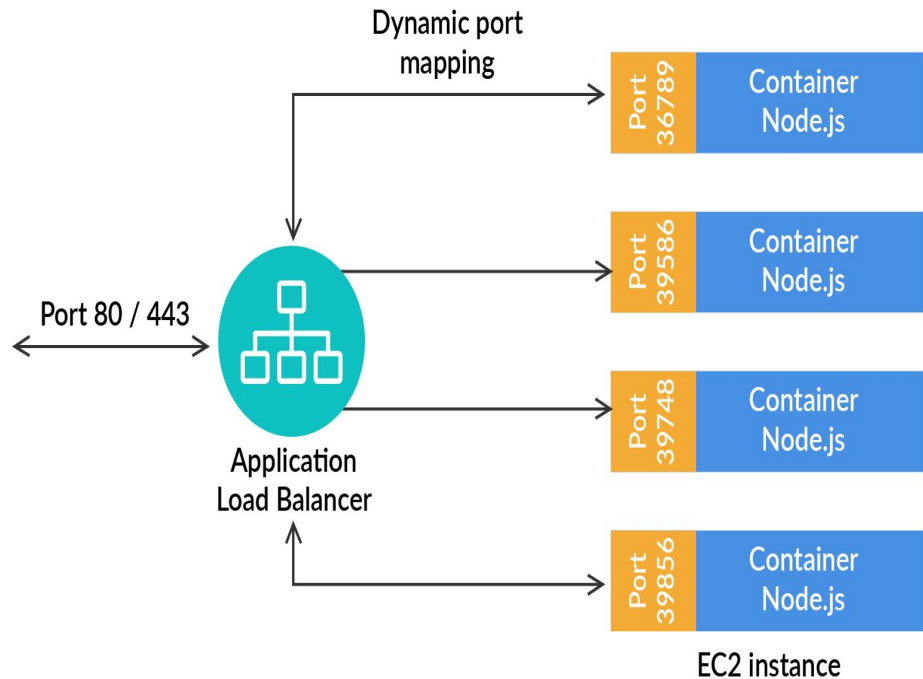 Dynamic port
mapping
Port
36789
Container
Node.js
Port
39586
Container
Node.js
Port 80 / 443
Port
39748
Container
Node.js
Application
Load Balancer
Port
39856
Container
Node.js
EC2 instance